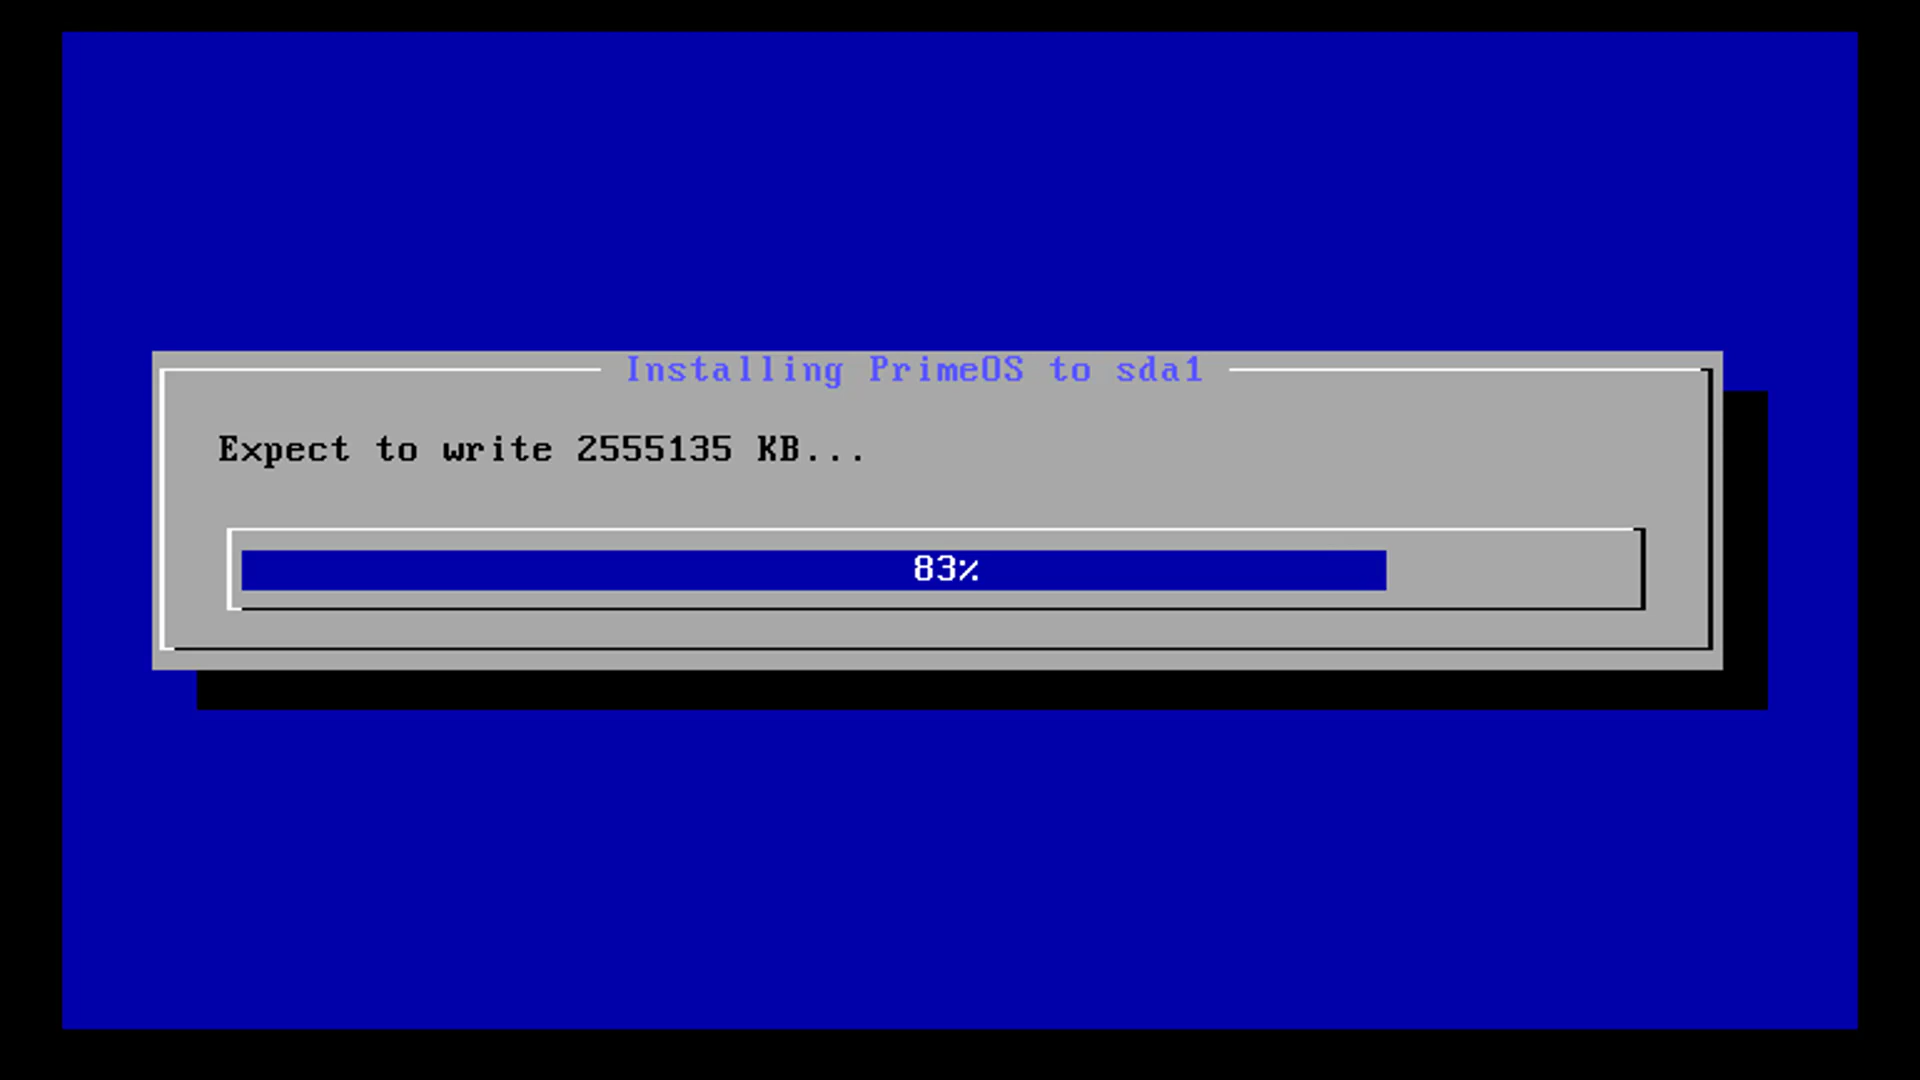 Installing PrimeOS to sda1
Expect to write 2555135 KB...
83%